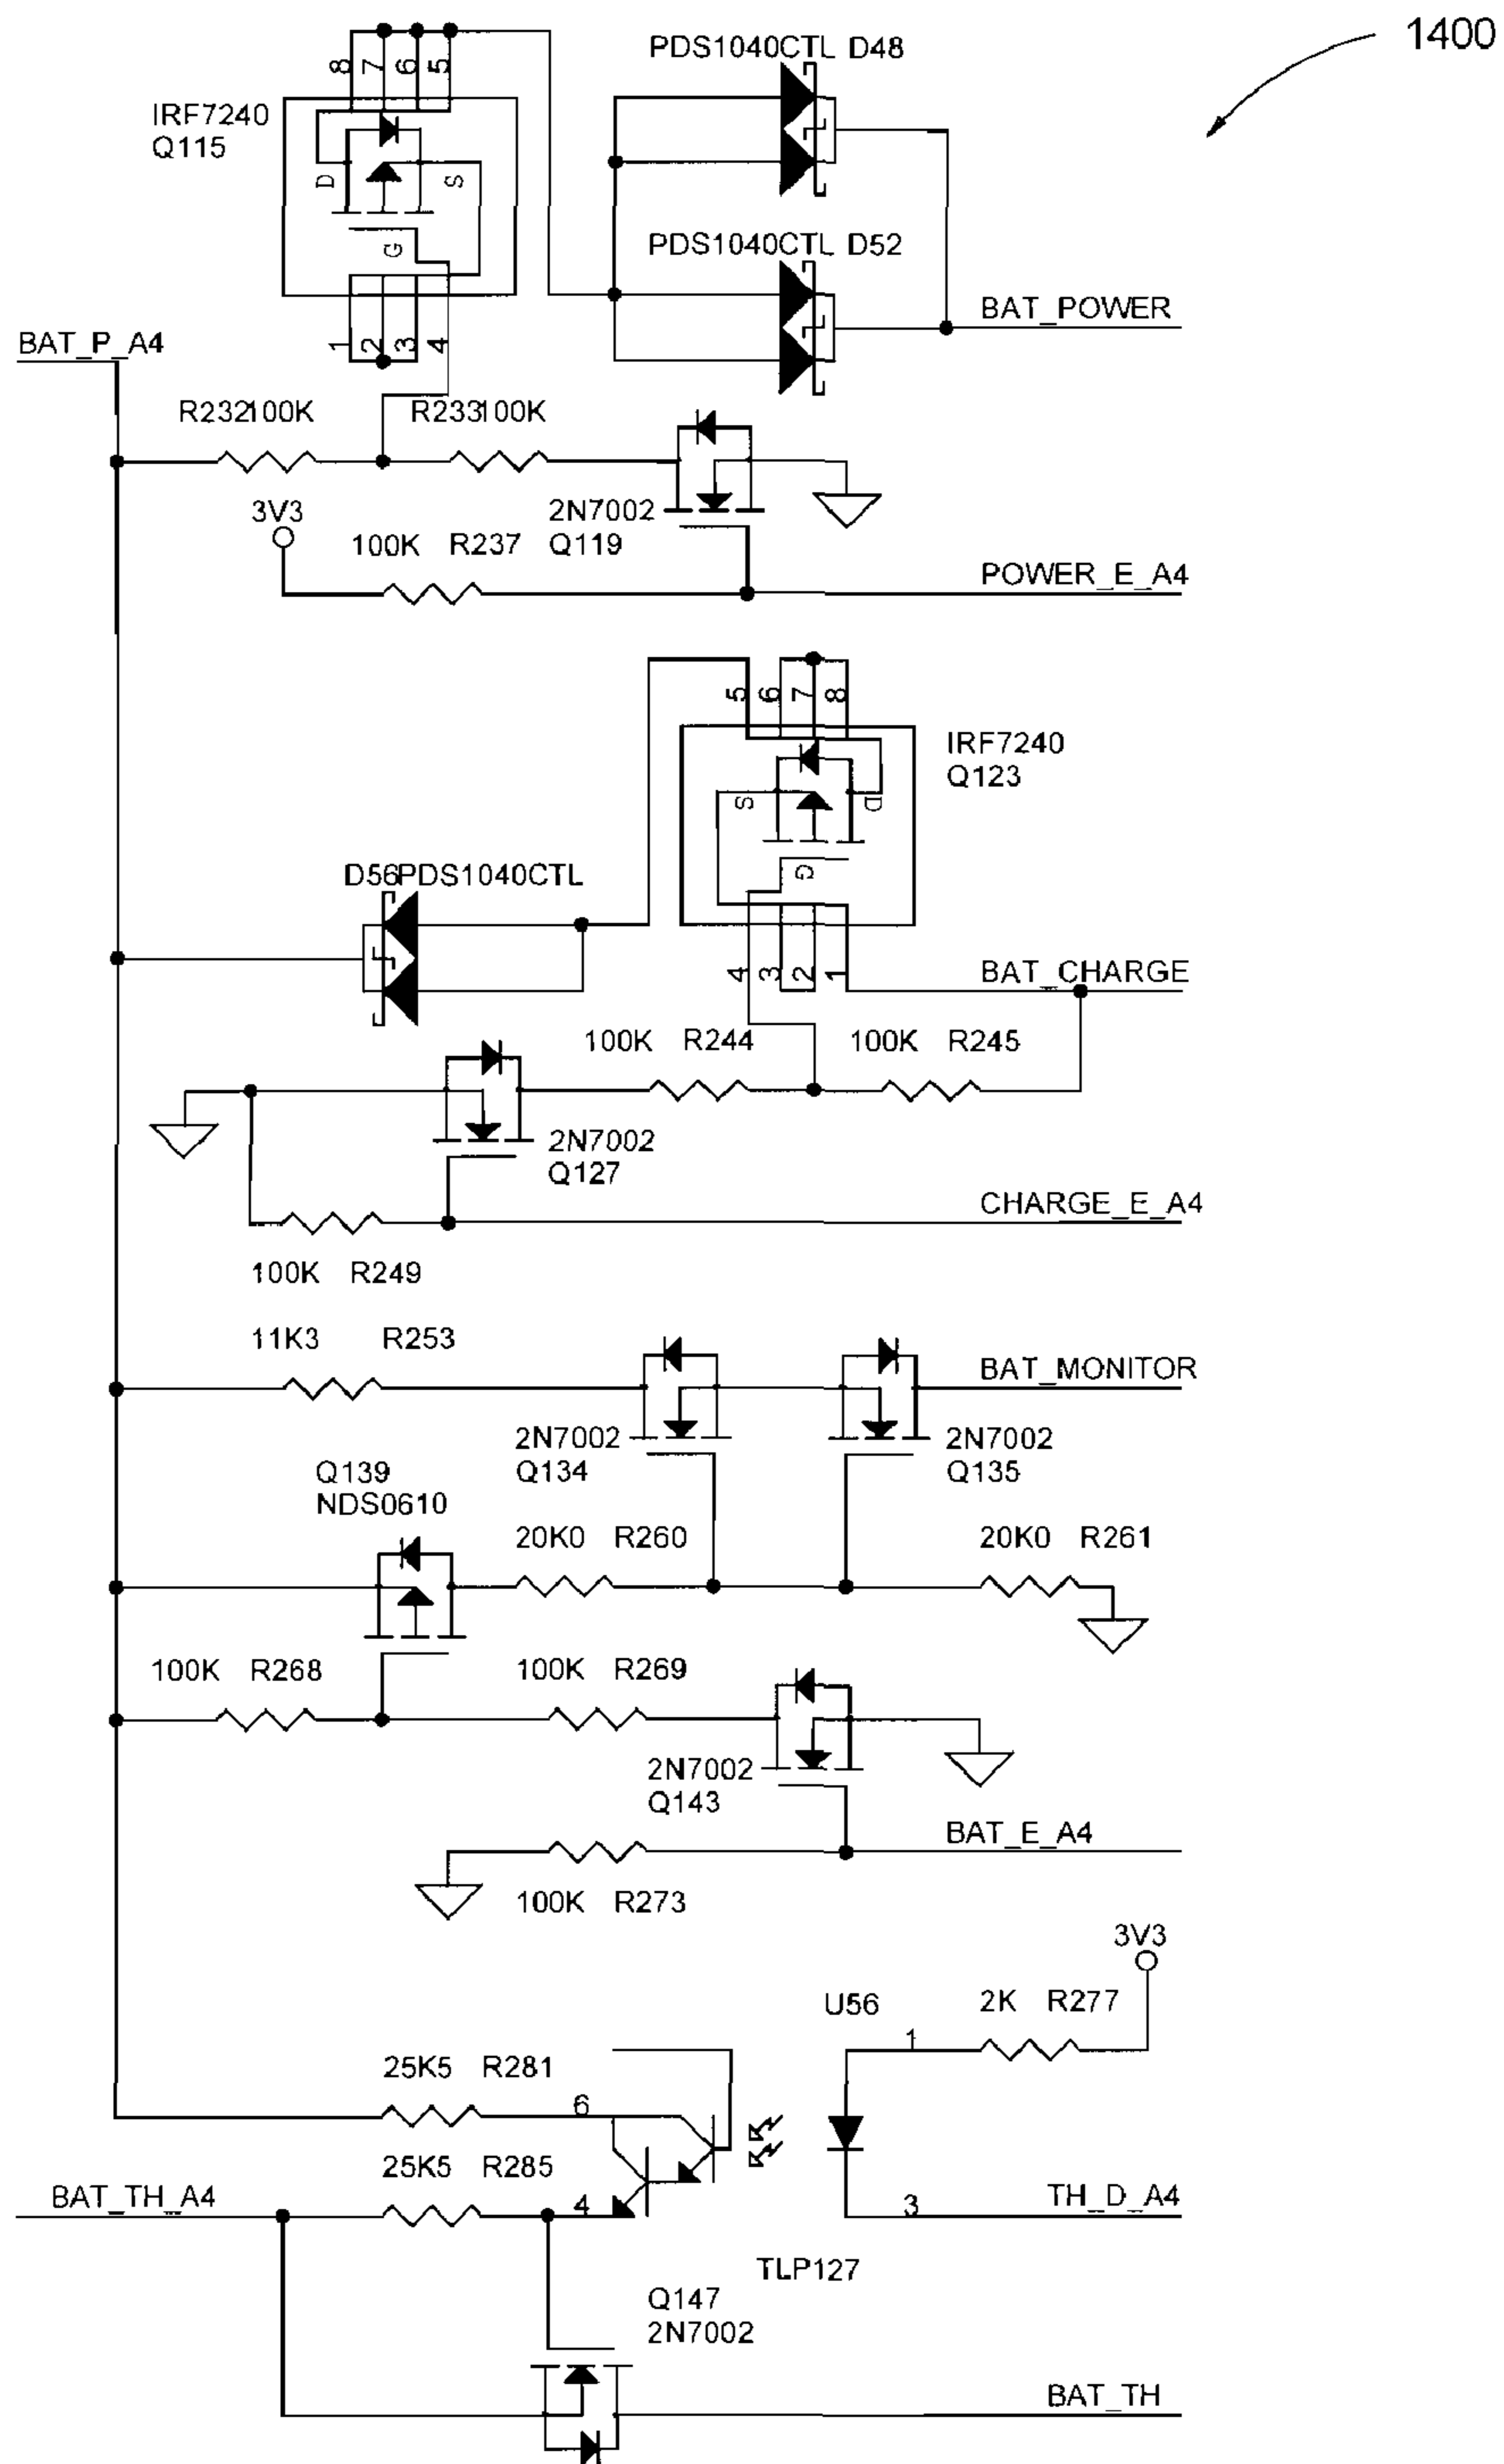 1400
PDS1040CTL D48
8 7 6 5
IRF7240
Q115
D S
G
PDS1040CTL D52
BAT_POWER
1 2 3 4
BAT_P_A4
R232100K
R233100K
3V3
2N7002
Q119
100K R237
POWER_E_A4
5 6 7 8
IRF7240
Q123
S D
G
D56PDS1040CTL
4 3 2 1
BAT_CHARGE
100K R244
100K R245
2N7002
Q127
CHARGE_E_A4
100K R249
11K3 R253
BAT_MONITOR
2N7002
Q134
2N7002
Q135
Q139
NDS0610
20K0 R260
20K0 R261
100K R268
100K R269
2N7002
Q143
BAT_E_A4
100K R273
3V3
U56
2K R277
1
25K5 R281
6
25K5 R285
BAT_TH_A4
4
3
TH_D_A4
TLP127
Q147
2N7002
BAT_TH